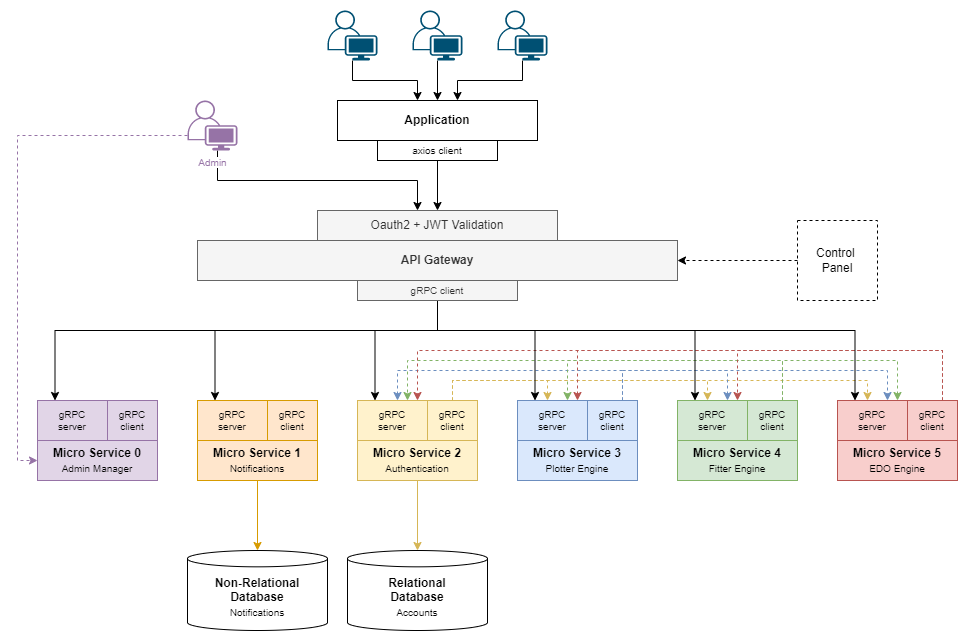 Application
axios client
Admin
Oauth2 + JWT Validation
API Gateway
gRPC client
Control
Panel
gRPC
server
gRPC
client
Micro Service 0
Admin Manager
gRPC
server
gRPC
client
Micro Service 1
Notifications
gRPC
server
gRPC
client
Micro Service 2
Authentication
gRPC
server
gRPC
client
Micro Service 3
Plotter Engine
gRPC
server
gRPC
client
Micro Service 4
Fitter Engine
gRPC
server
gRPC
client
Micro Service 5
EDO Engine
Non-Relational
Database
Notifications
Relational
Database
Accounts